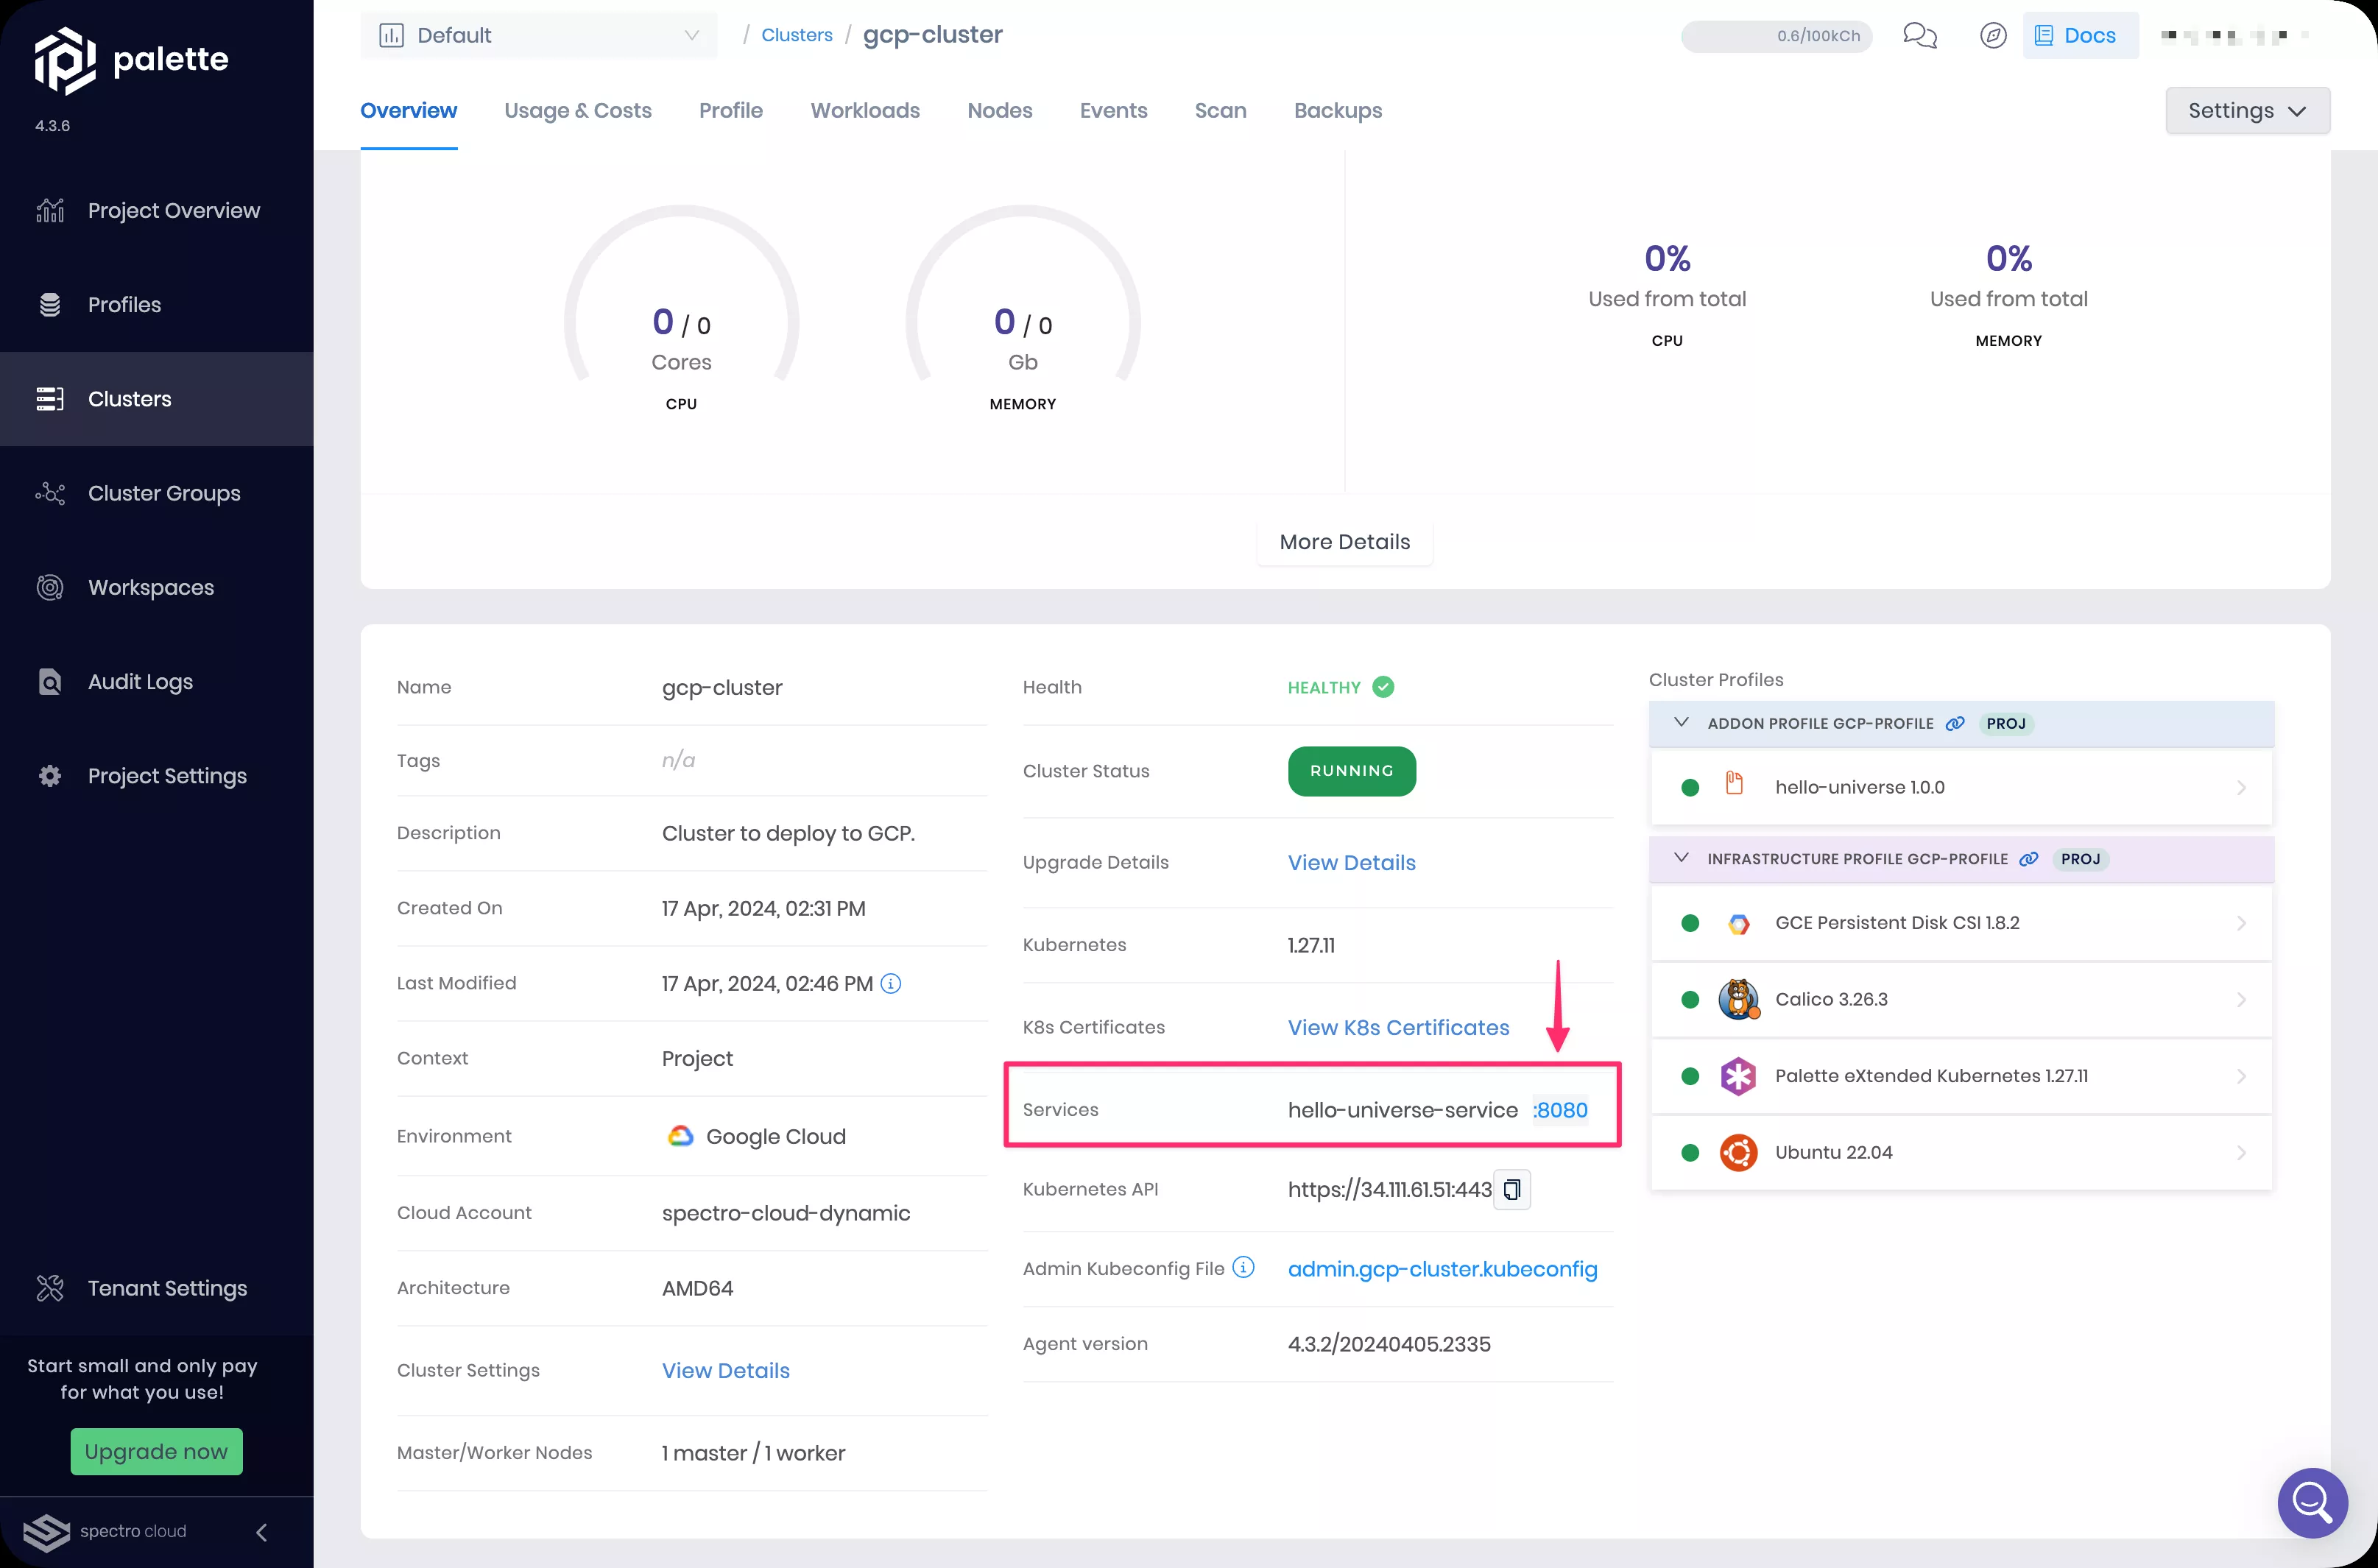 palette
4.3.6
Project Overview
Profiles
Clusters
Cluster Groups
Workspaces
Audit Logs
Project Settings
Tenant Settings
Start small and only pay
for what you use!
Upgrade now
spectro cloud
Default
/ Clusters / gcp-cluster
0.6/100kCh
Docs
Overview
Usage & Costs
Profile
Workloads
Nodes
Events
Scan
Backups
Settings
0 / 0
Cores
CPU
0 / 0
Gb
MEMORY
0%
Used from total
CPU
0%
Used from total
MEMORY
More Details
Name gcp-cluster
Tags n/a
Description Cluster to deploy to GCP.
Created On 17 Apr, 2024, 02:31 PM
Last Modified 17 Apr, 2024, 02:46 PM
Context Project
Environment Google Cloud
Cloud Account spectro-cloud-dynamic
Architecture AMD64
Cluster Settings View Details
Master/Worker Nodes 1 master / 1 worker
Health HEALTHY
Cluster Status RUNNING
Upgrade Details View Details
Kubernetes 1.27.11
K8s Certificates View K8s Certificates
Services hello-universe-service :8080
Kubernetes API https://34.111.61.51:443
Admin Kubeconfig File admin.gcp-cluster.kubeconfig
Agent version 4.3.2/20240405.2335
Cluster Profiles
ADDON PROFILE GCP-PROFILE PROJ
hello-universe 1.0.0
INFRASTRUCTURE PROFILE GCP-PROFILE PROJ
GCE Persistent Disk CSI 1.8.2
Calico 3.26.3
Palette eXtended Kubernetes 1.27.11
Ubuntu 22.04